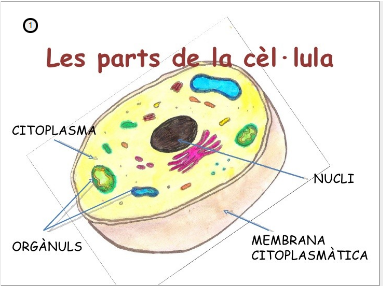 1
Les parts de la cèl·lula
CITOPLASMA
NUCLI
ORGÀNULS
MEMBRANA
CITOPLASMÀTICA